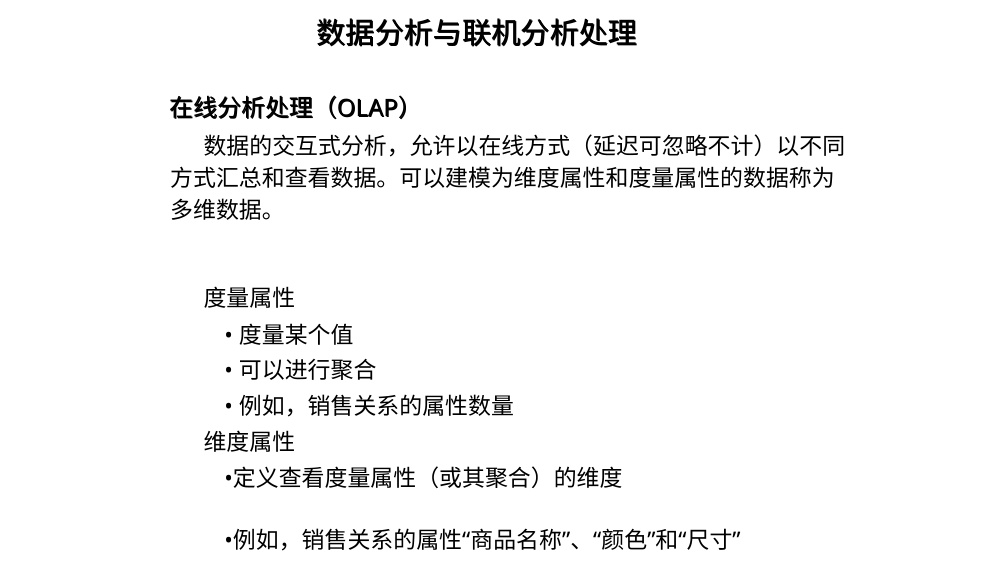 数据分析与联机分析处理
在线分析处理（OLAP）
数据的交互式分析，允许以在线方式（延迟可忽略不计）以不同
方式汇总和查看数据。可以建模为维度属性和度量属性的数据称为
多维数据。
度量属性
• 度量某个值
• 可以进行聚合
• 例如，销售关系的属性数量
维度属性
•定义查看度量属性（或其聚合）的维度
•例如，销售关系的属性“商品名称”、“颜色”和“尺寸”